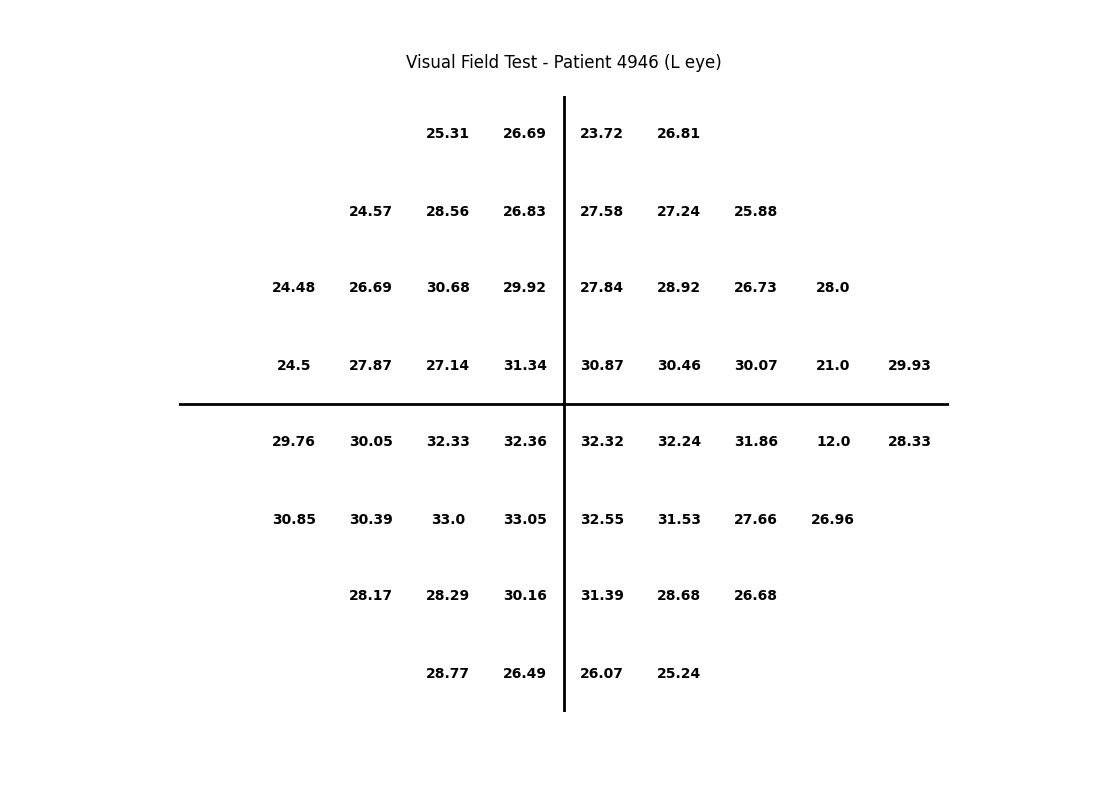 Visual Field Test - Patient 4946 (L eye)
25.31 26.69 23.72 26.81
24.57 28.56 26.83 27.58 27.24 25.88
24.48 26.69 30.68 29.92 27.84 28.92 26.73 28.0
24.5 27.87 27.14 31.34 30.87 30.46 30.07 21.0 29.93
29.76 30.05 32.33 32.36 32.32 32.24 31.86 12.0 28.33
30.85 30.39 33.0 33.05 32.55 31.53 27.66 26.96
28.17 28.29 30.16 31.39 28.68 26.68
28.77 26.49 26.07 25.24